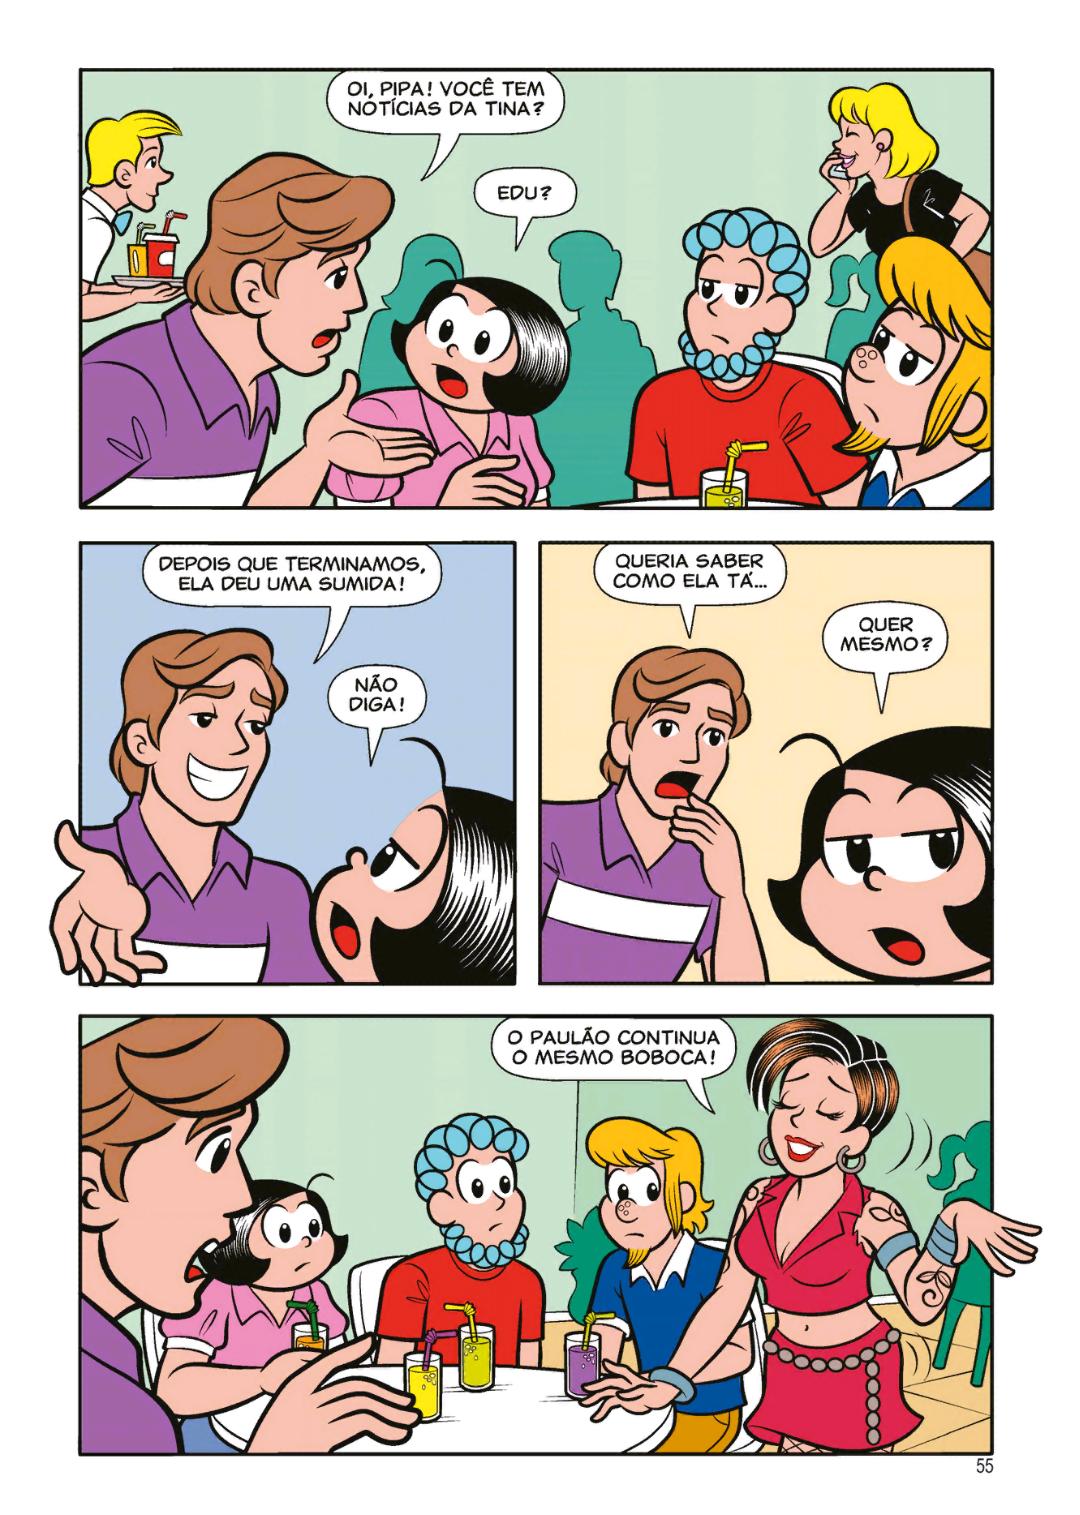 OI, PIPA! VOCÊ TEM
NOTÍCIAS DA TINA?
EDU?
DEPOIS QUE TERMINAMOS,
ELA DEU UMA SUMIDA!
NÃO
DIGA!
QUERIA SABER
COMO ELA TÁ...
QUER
MESMO?
O PAULÃO CONTINUA
O MESMO BOBOCA!
55